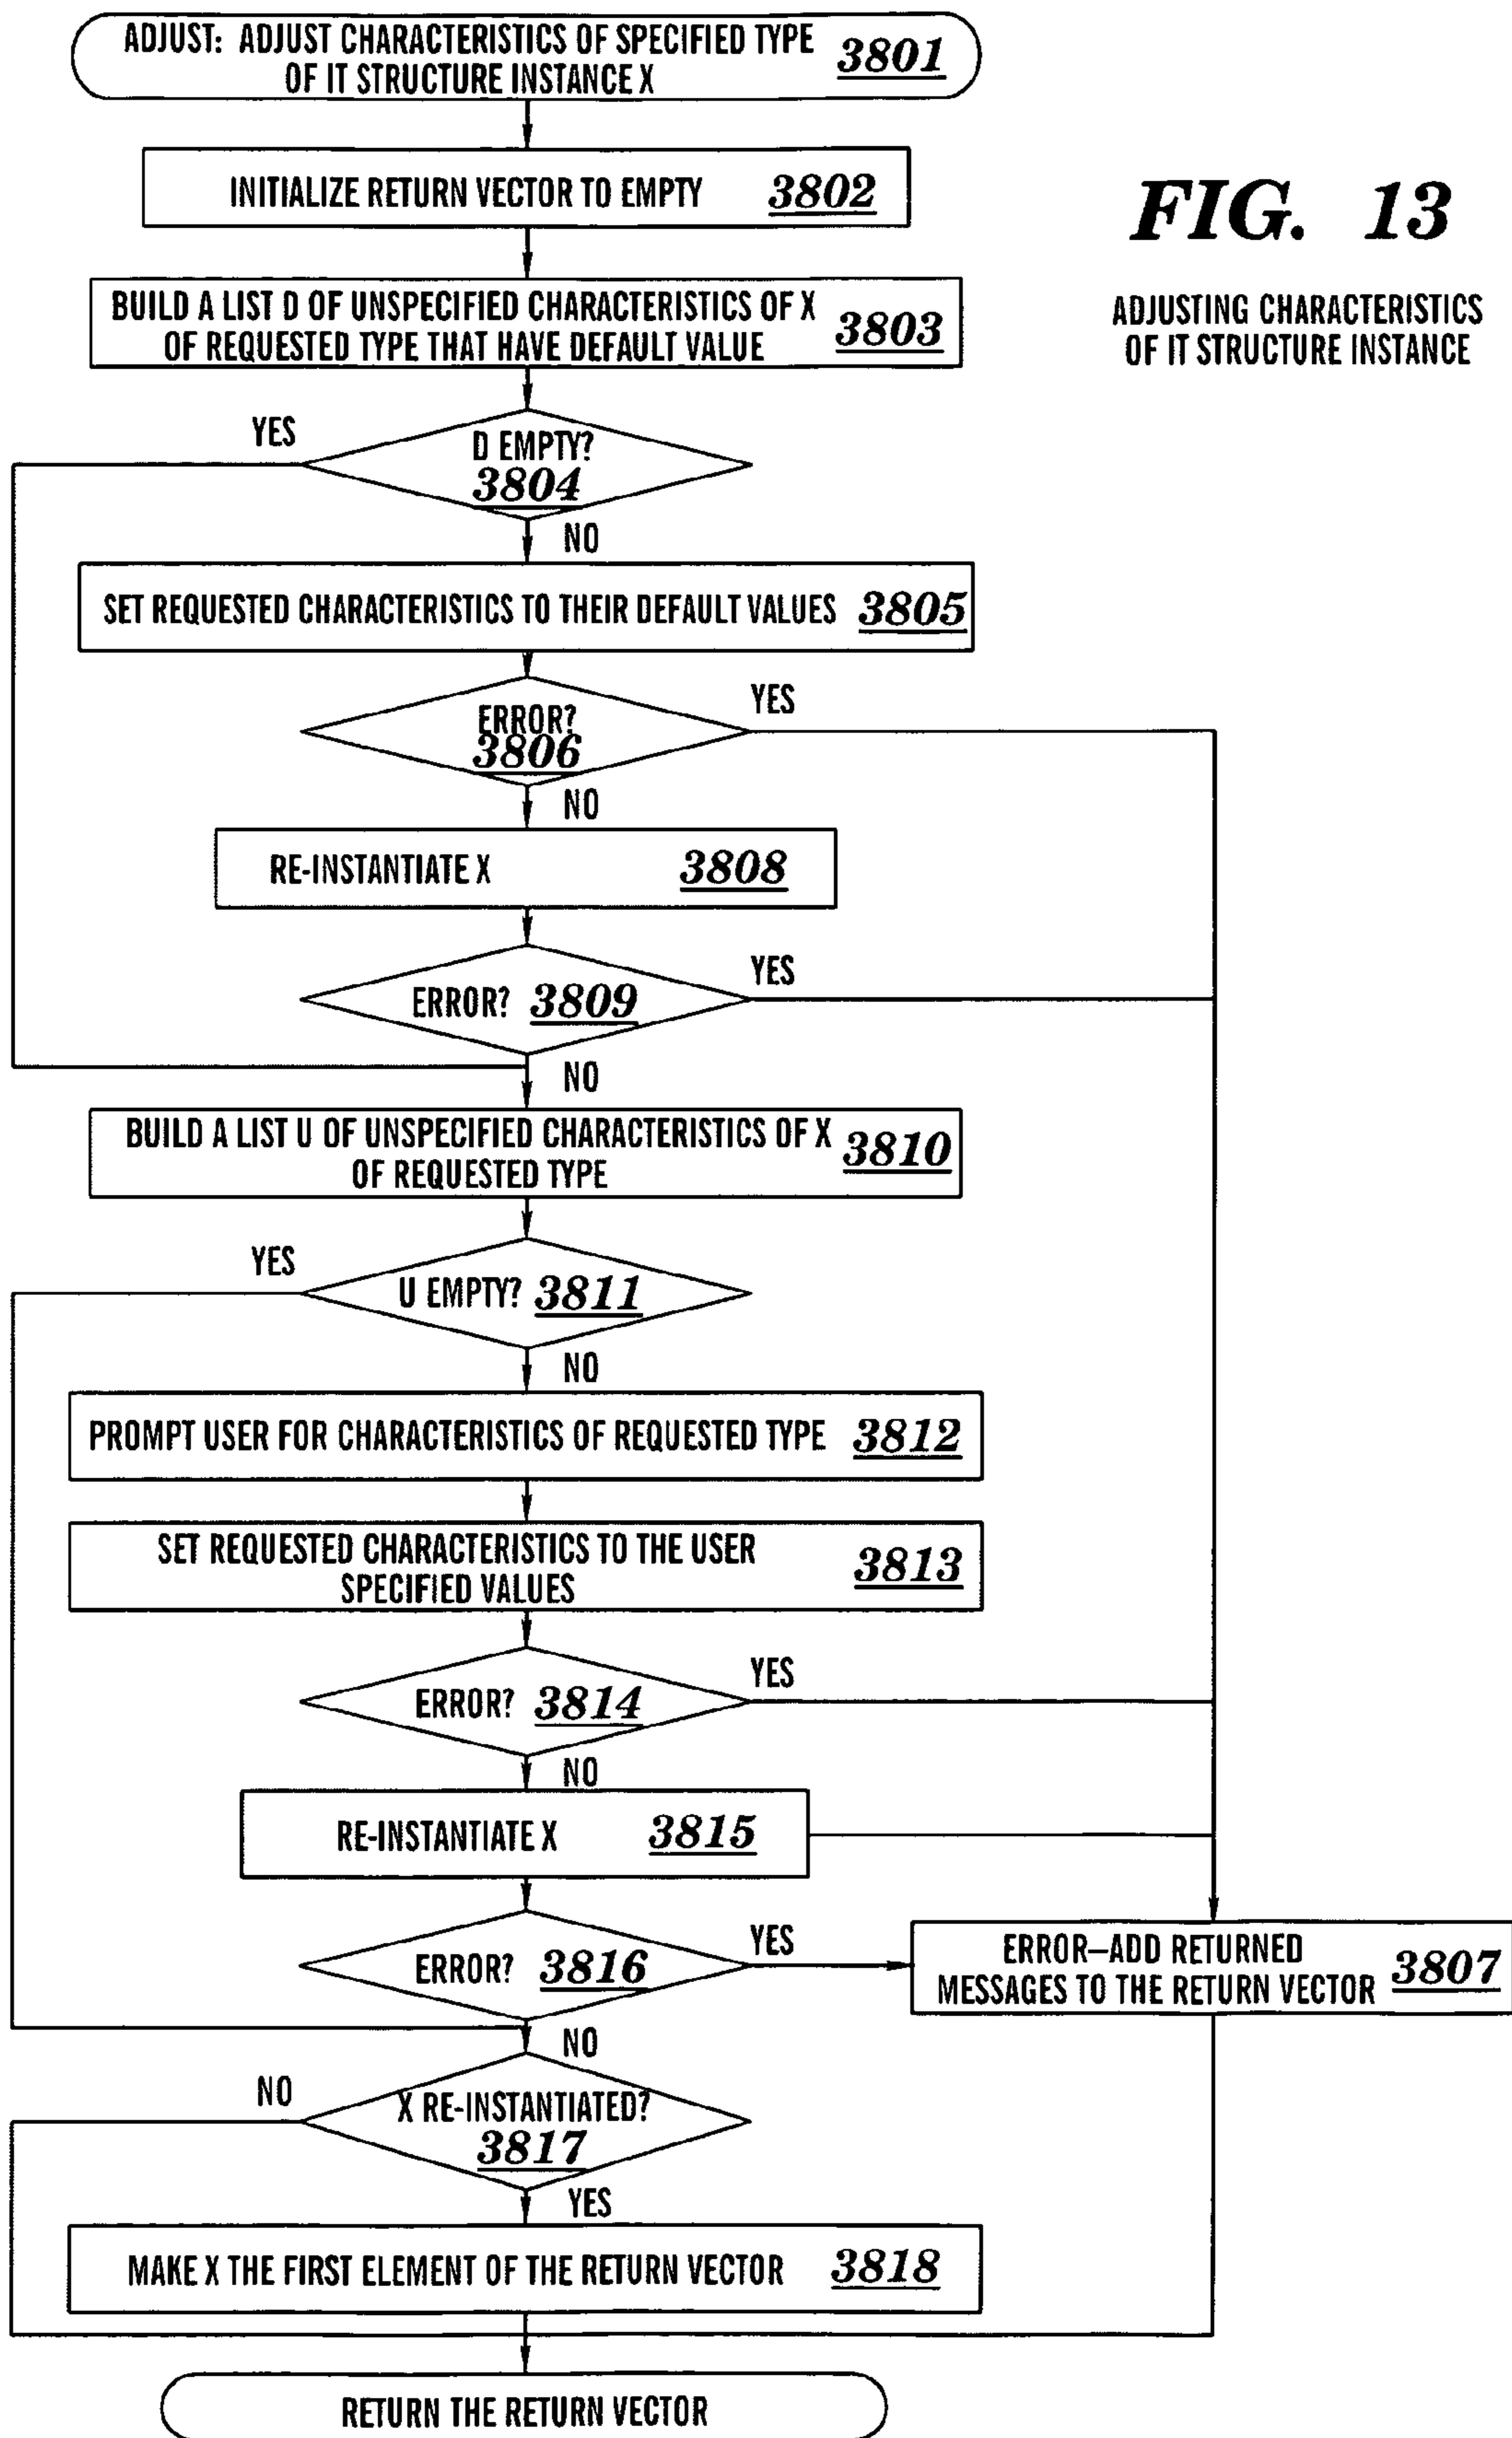 ADJUST: ADJUST CHARACTERISTICS OF SPECIFIED TYPE
OF IT STRUCTURE INSTANCE X
3801
INITIALIZE RETURN VECTOR TO EMPTY 3802
FIG. 13
ADJUSTING CHARACTERISTICS
OF IT STRUCTURE INSTANCE
BUILD A LIST D OF UNSPECIFIED CHARACTERISTICS OF X
OF REQUESTED TYPE THAT HAVE DEFAULT VALUE
3803
YES
D EMPTY?
3804
NO
SET REQUESTED CHARACTERISTICS TO THEIR DEFAULT VALUES 3805
YES
ERROR?
3806
NO
RE-INSTANTIATE X 3808
YES
ERROR? 3809
NO
BUILD A LIST U OF UNSPECIFIED CHARACTERISTICS OF X
OF REQUESTED TYPE
3810
YES
U EMPTY? 3811
NO
PROMPT USER FOR CHARACTERISTICS OF REQUESTED TYPE 3812
SET REQUESTED CHARACTERISTICS TO THE USER
SPECIFIED VALUES
3813
YES
ERROR? 3814
NO
RE-INSTANTIATE X 3815
YES
ERROR? 3816
ERROR–ADD RETURNED
MESSAGES TO THE RETURN VECTOR
3807
NO
NO
X RE-INSTANTIATED?
3817
YES
MAKE X THE FIRST ELEMENT OF THE RETURN VECTOR 3818
RETURN THE RETURN VECTOR